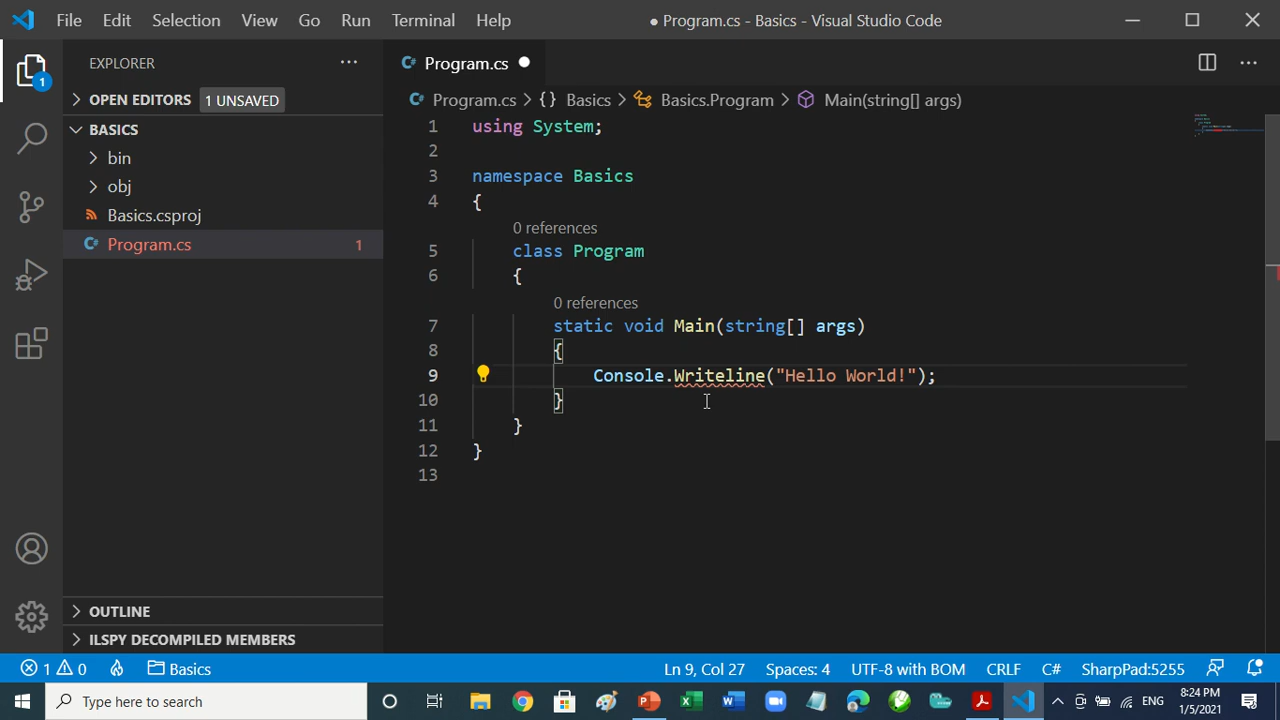 File Edit Selection View Go Run Terminal Help ● Program.cs - Basics - Visual Studio Code
EXPLORER
1
OPEN EDITORS 1 UNSAVED
BASICS
bin
obj
Basics.csproj
Program.cs 1
Program.cs
Program.cs > {} Basics > Basics.Program > Main(string[] args)
1 using System;
2
3 namespace Basics
4 {
0 references
5 class Program
6 {
0 references
7 static void Main(string[] args)
8 {
9 Console.Writeline("Hello World!");
10 }
11 }
12 }
13
OUTLINE
ILSPY DECOMPILED MEMBERS
1 0 Basics Ln 9, Col 27 Spaces: 4 UTF-8 with BOM CRLF C# SharpPad:5255
Type here to search
ENG
8:24 PM
1/5/2021